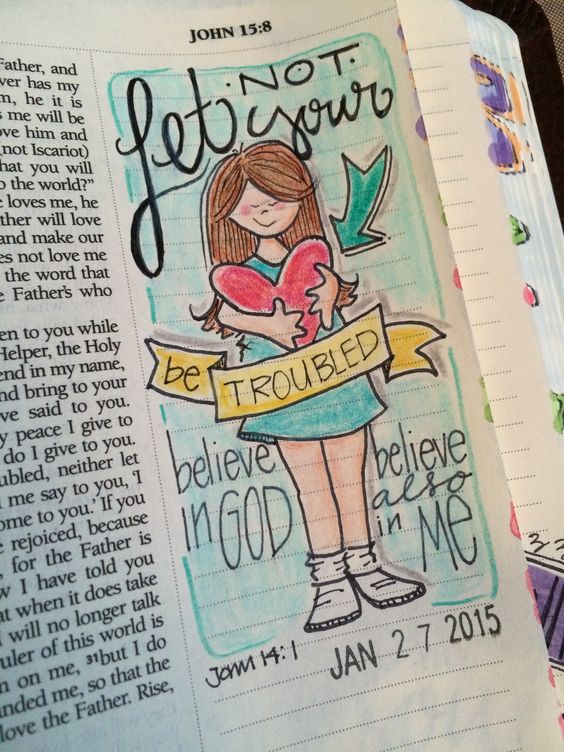 JOHN 15:8
Father, and
ver has my
m, he it is
s me will be
ove him and
(not Iscariot)
hat you will
o the world?”
e loves me, he
ther will love
and make our
es not love me
the word that
e Father’s who
en to you while
Helper, the Holy
end in my name,
nd bring to your
ve said to you.
y peace I give to
do I give to you.
ubled, neither let
me say to you, ‘I
ome to you.’ If you
e rejoiced, because
, for the Father is
w I have told you
at when it does take
will no longer talk
uler of this world is
on me, 31but I do
nded me, so that the
love the Father. Rise,
Let NOT your
be TROUBLED
believe
in GOD
believe
also
in ME
John 14:1
JAN 27 2015